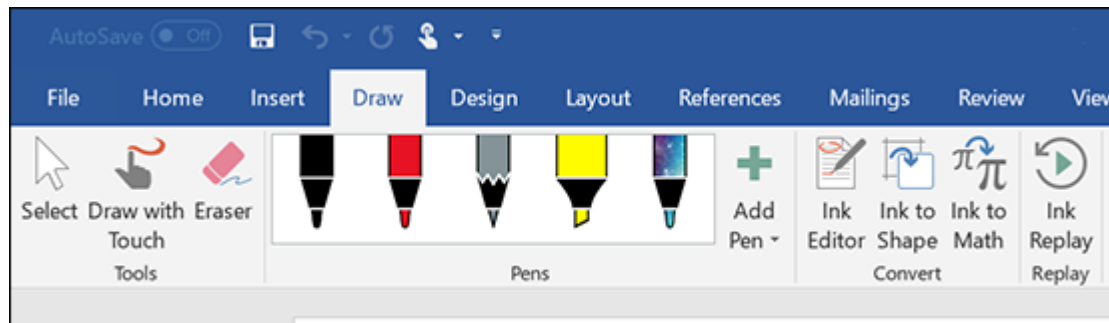 AutoSave Off
File Home Insert Draw Design Layout References Mailings Review View
Select Draw with Eraser Add Ink Ink to Ink to Ink
Touch Pen Editor Shape Math Replay
Tools Pens Convert Replay